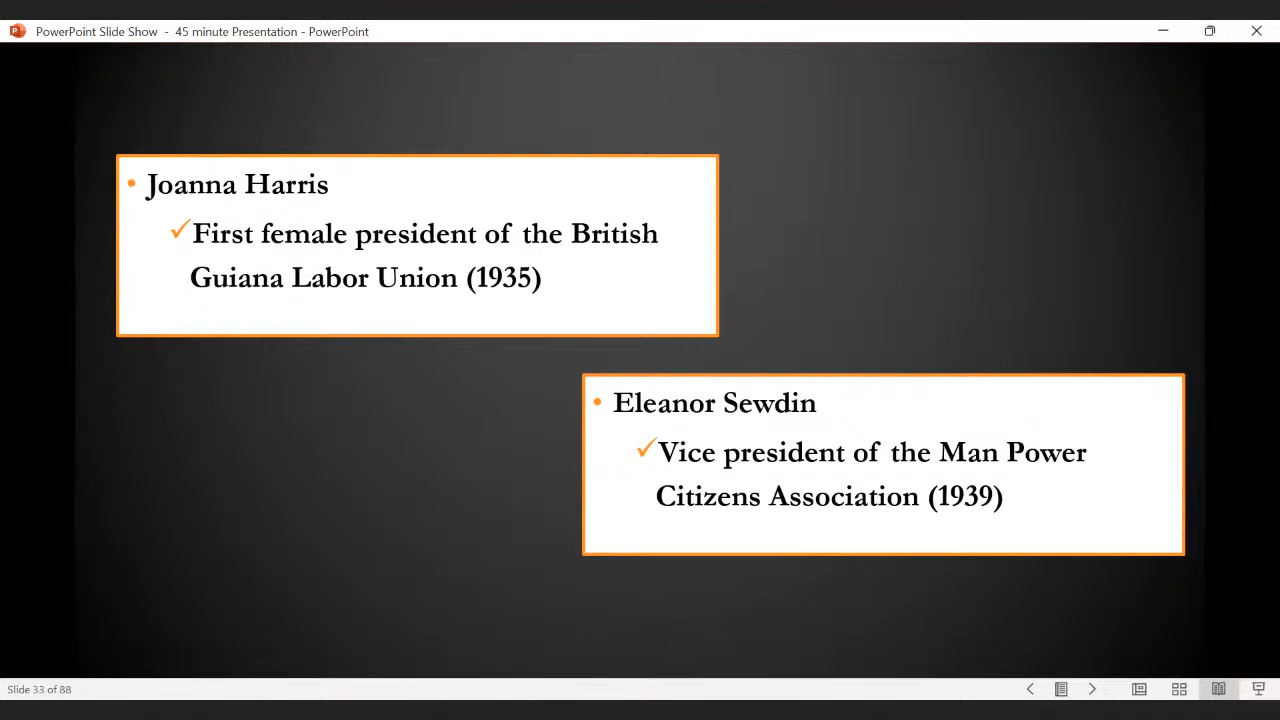 PowerPoint Slide Show - 45 minute Presentation - PowerPoint
• Joanna Harris
✓First female president of the British
Guiana Labor Union (1935)
• Eleanor Sewdin
✓Vice president of the Man Power
Citizens Association (1939)
Slide 33 of 88